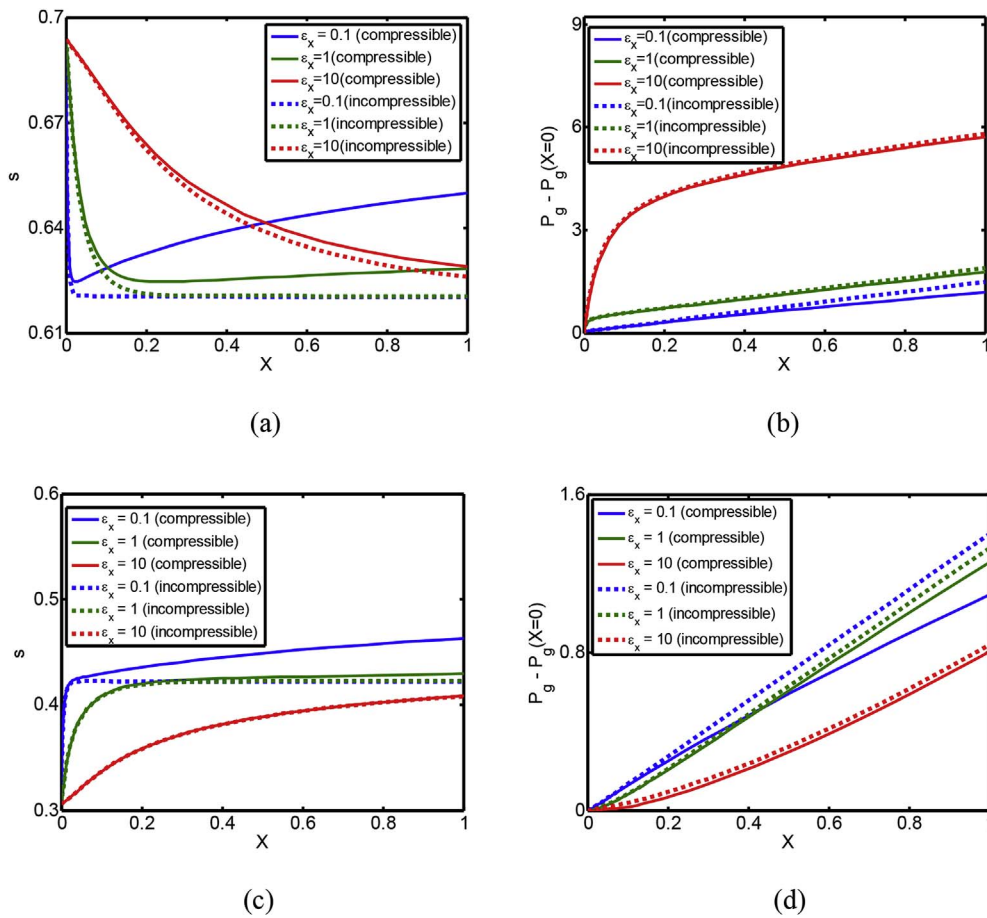 0.7
0.67
0.64
0.61
s
ε_x = 0.1 (compressible)
ε_x=1(compressible)
ε_x=10(compressible)
ε_x=0.1(incompressible)
ε_x=1(incompressible)
ε_x=10(incompressible)
0 0.2 0.4 0.6 0.8 1
X
(a)
9
6
3
0
P_g - P_g(X=0)
ε_x=0.1(compressible)
ε_x=1(compressible)
ε_x=10(compressible)
ε_x=0.1(incompressible)
ε_x=1(incompressible)
ε_x=10(incompressible)
0 0.2 0.4 0.6 0.8 1
X
(b)
0.6
0.5
0.4
0.3
s
ε_x = 0.1 (compressible)
ε_x = 1 (compressible)
ε_x = 10 (compressible)
ε_x = 0.1 (incompressible)
ε_x = 1 (incompressible)
ε_x = 10 (incompressible)
0 0.2 0.4 0.6 0.8 1
X
(c)
1.6
0.8
0
P_g - P_g(X=0)
ε_x = 0.1 (compressible)
ε_x = 1 (compressible)
ε_x = 10 (compressible)
ε_x = 0.1 (incompressible)
ε_x = 1 (incompressible)
ε_x = 10 (incompressible)
0 0.2 0.4 0.6 0.8 1
X
(d)